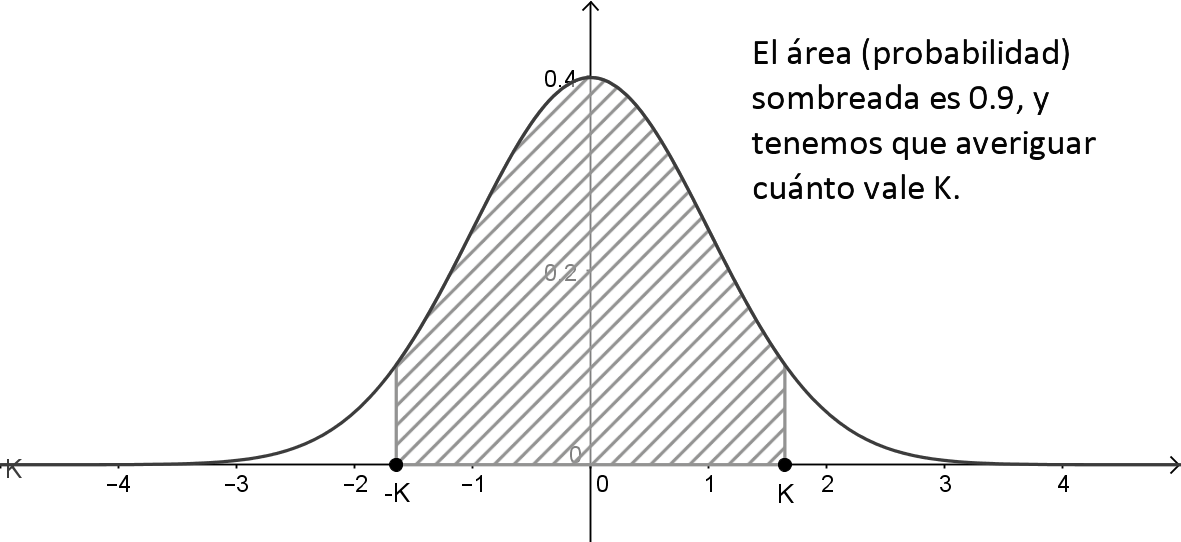 El área (probabilidad)
sombreada es 0.9, y
tenemos que averiguar
cuánto vale K.
0.4
0.2
0
K
−4 −3 −2 -K −1 0 1 K 2 3 4